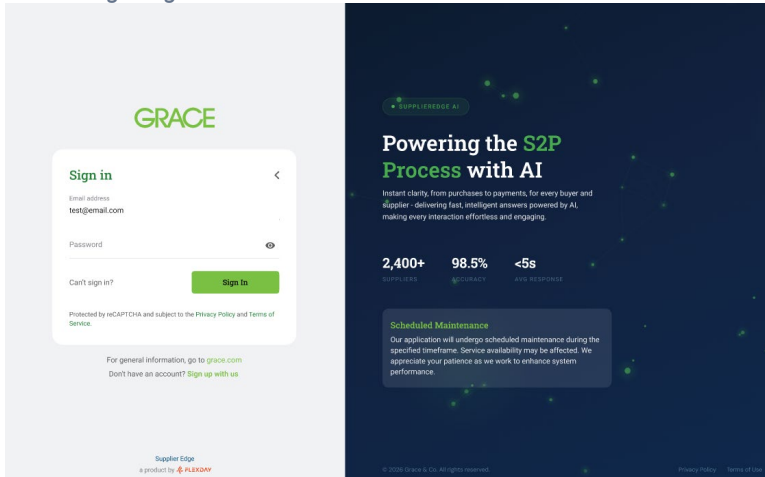 GRACE
Sign in
Email address
test@email.com
Password
Can't sign in?
Sign In
Protected by reCAPTCHA and subject to the Privacy Policy and Terms of
Service.
For general information, go to grace.com
Don't have an account? Sign up with us
Supplier Edge
a product by FLEXDAY
SUPPLIEREDGE AI
Powering the S2P
Process with AI
Instant clarity, from purchases to payments, for every buyer and
supplier - delivering fast, intelligent answers powered by AI,
making every interaction effortless and engaging.
2,400+
98.5%
<5s
SUPPLIERS
ACCURACY
AVG RESPONSE
Scheduled Maintenance
Our application will undergo scheduled maintenance during the
specified timeframe. Service availability may be affected. We
appreciate your patience as we work to enhance system
performance.
© 2026 Grace & Co. All rights reserved.
Privacy Policy
Terms of Use